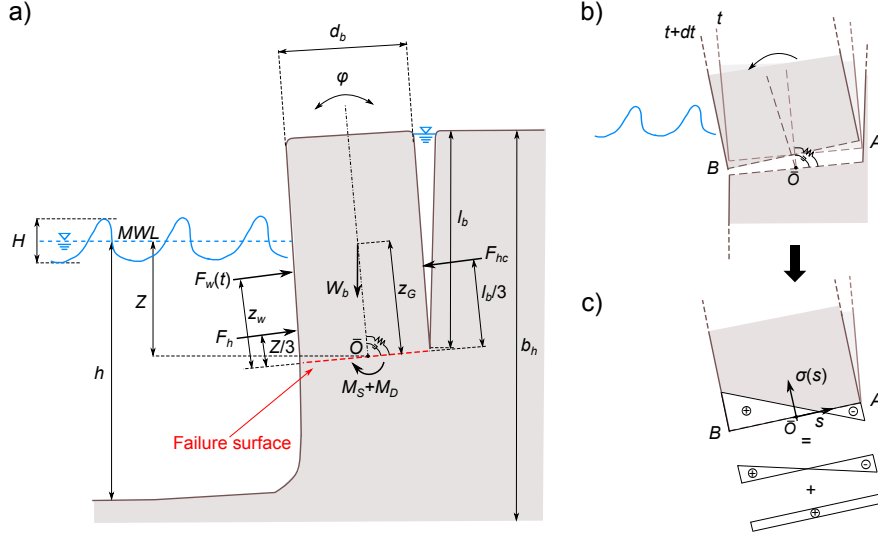 a)
d_b
φ
H
MWL
l_b
F_hc
F_w(t)
W_b
z_G
Z
z_w
l_b/3
F_h
Z/3
Ō
b_h
h
M_S+M_D
Failure surface
b)
t+dt
t
A
B
Ō
c)
σ(s)
A
B
Ō
s
=
+